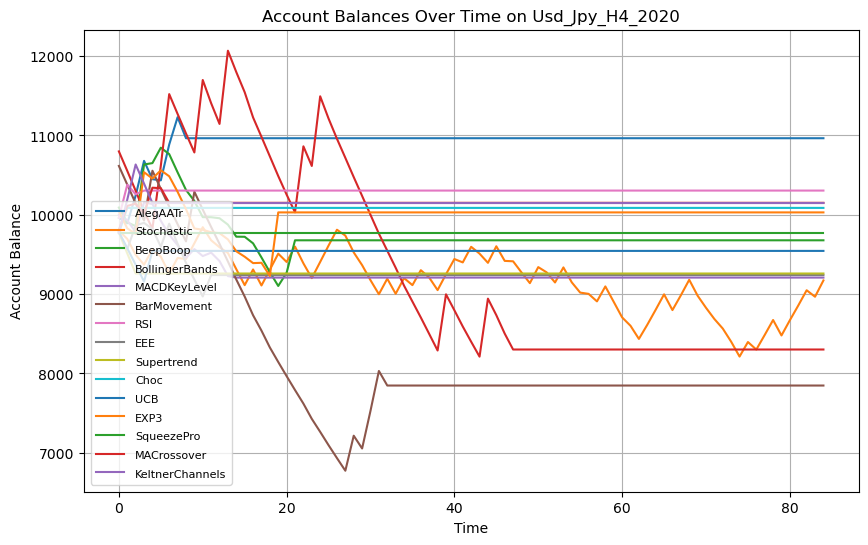 Account Balances Over Time on Usd_Jpy_H4_2020
12000
11000
10000
9000
8000
7000
Account Balance
AlegAATr
Stochastic
BeepBoop
BollingerBands
MACDKeyLevel
BarMovement
RSI
EEE
Supertrend
Choc
UCB
EXP3
SqueezePro
MACrossover
KeltnerChannels
0 20 40 60 80
Time